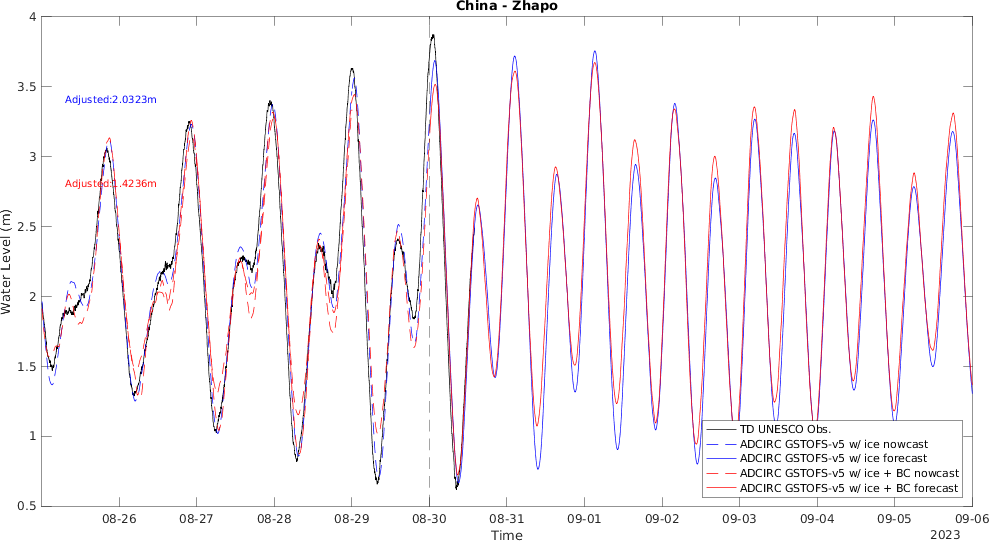 China - Zhapo
4
3.5
3
2.5
2
1.5
1
0.5
Water Level (m)
Adjusted:2.0323m
Adjusted:1.4236m
TD UNESCO Obs.
ADCIRC GSTOFS-v5 w/ ice nowcast
ADCIRC GSTOFS-v5 w/ ice forecast
ADCIRC GSTOFS-v5 w/ ice + BC nowcast
ADCIRC GSTOFS-v5 w/ ice + BC forecast
08-26 08-27 08-28 08-29 08-30 08-31 09-01 09-02 09-03 09-04 09-05 09-06
Time
2023